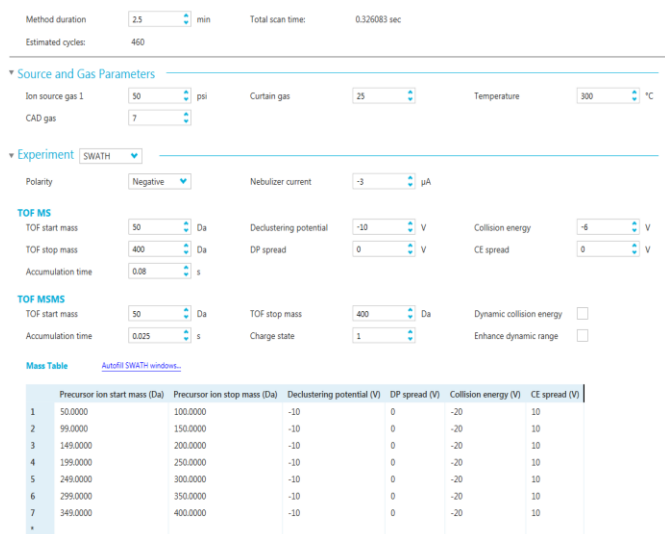 Method duration 2.5 min Total scan time: 0.326083 sec
Estimated cycles: 460
Source and Gas Parameters
Ion source gas 1 50 psi Curtain gas 25 Temperature 300 °C
CAD gas 7
Experiment SWATH
Polarity Negative Nebulizer current -3 μA
TOF MS
TOF start mass 50 Da Declustering potential -10 V Collision energy -6 V
TOF stop mass 400 Da DP spread 0 V CE spread 0 V
Accumulation time 0.08 s
TOF MSMS
TOF start mass 50 Da TOF stop mass 400 Da Dynamic collision energy
Accumulation time 0.025 s Charge state 1 Enhance dynamic range
Mass Table Autofill SWATH windows...
Precursor ion start mass (Da) Precursor ion stop mass (Da) Declustering potential (V) DP spread (V) Collision energy (V) CE spread (V)
1 50.0000 100.0000 -10 0 -20 10
2 99.0000 150.0000 -10 0 -20 10
3 149.0000 200.0000 -10 0 -20 10
4 199.0000 250.0000 -10 0 -20 10
5 249.0000 300.0000 -10 0 -20 10
6 299.0000 350.0000 -10 0 -20 10
7 349.0000 400.0000 -10 0 -20 10
*